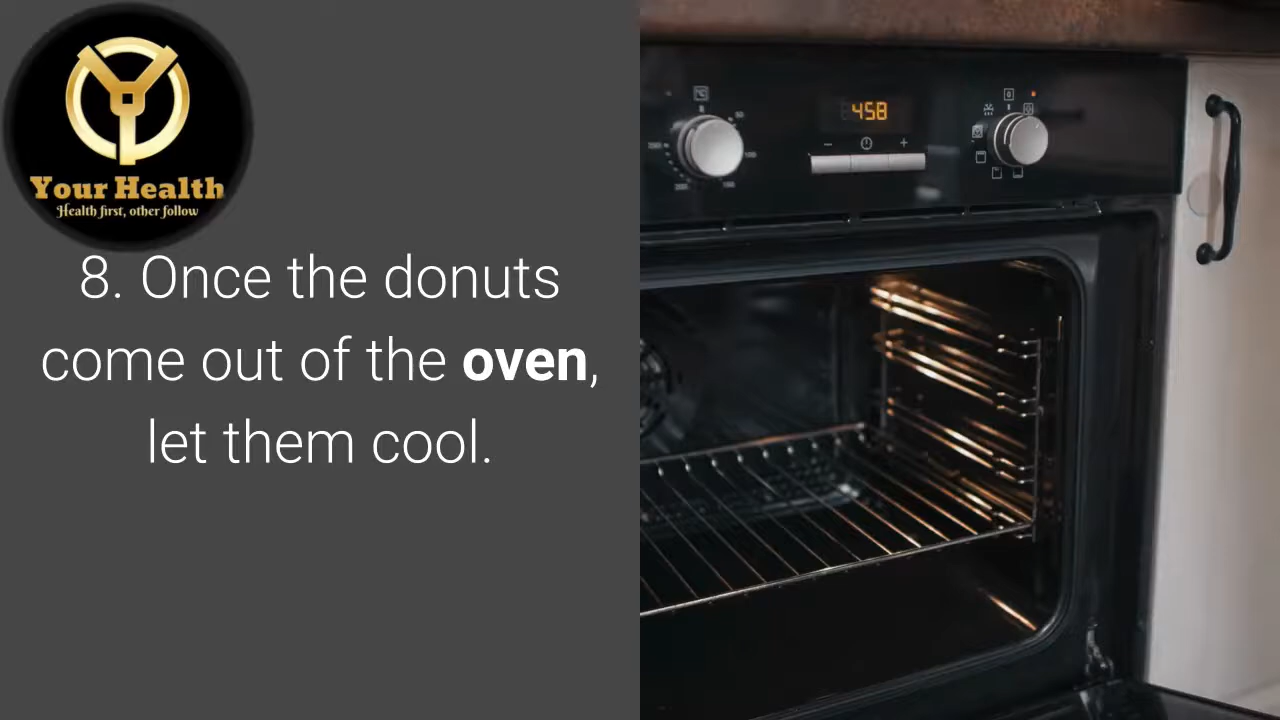 Your Health
Health first, other follow
8. Once the donuts
come out of the oven,
let them cool.
458